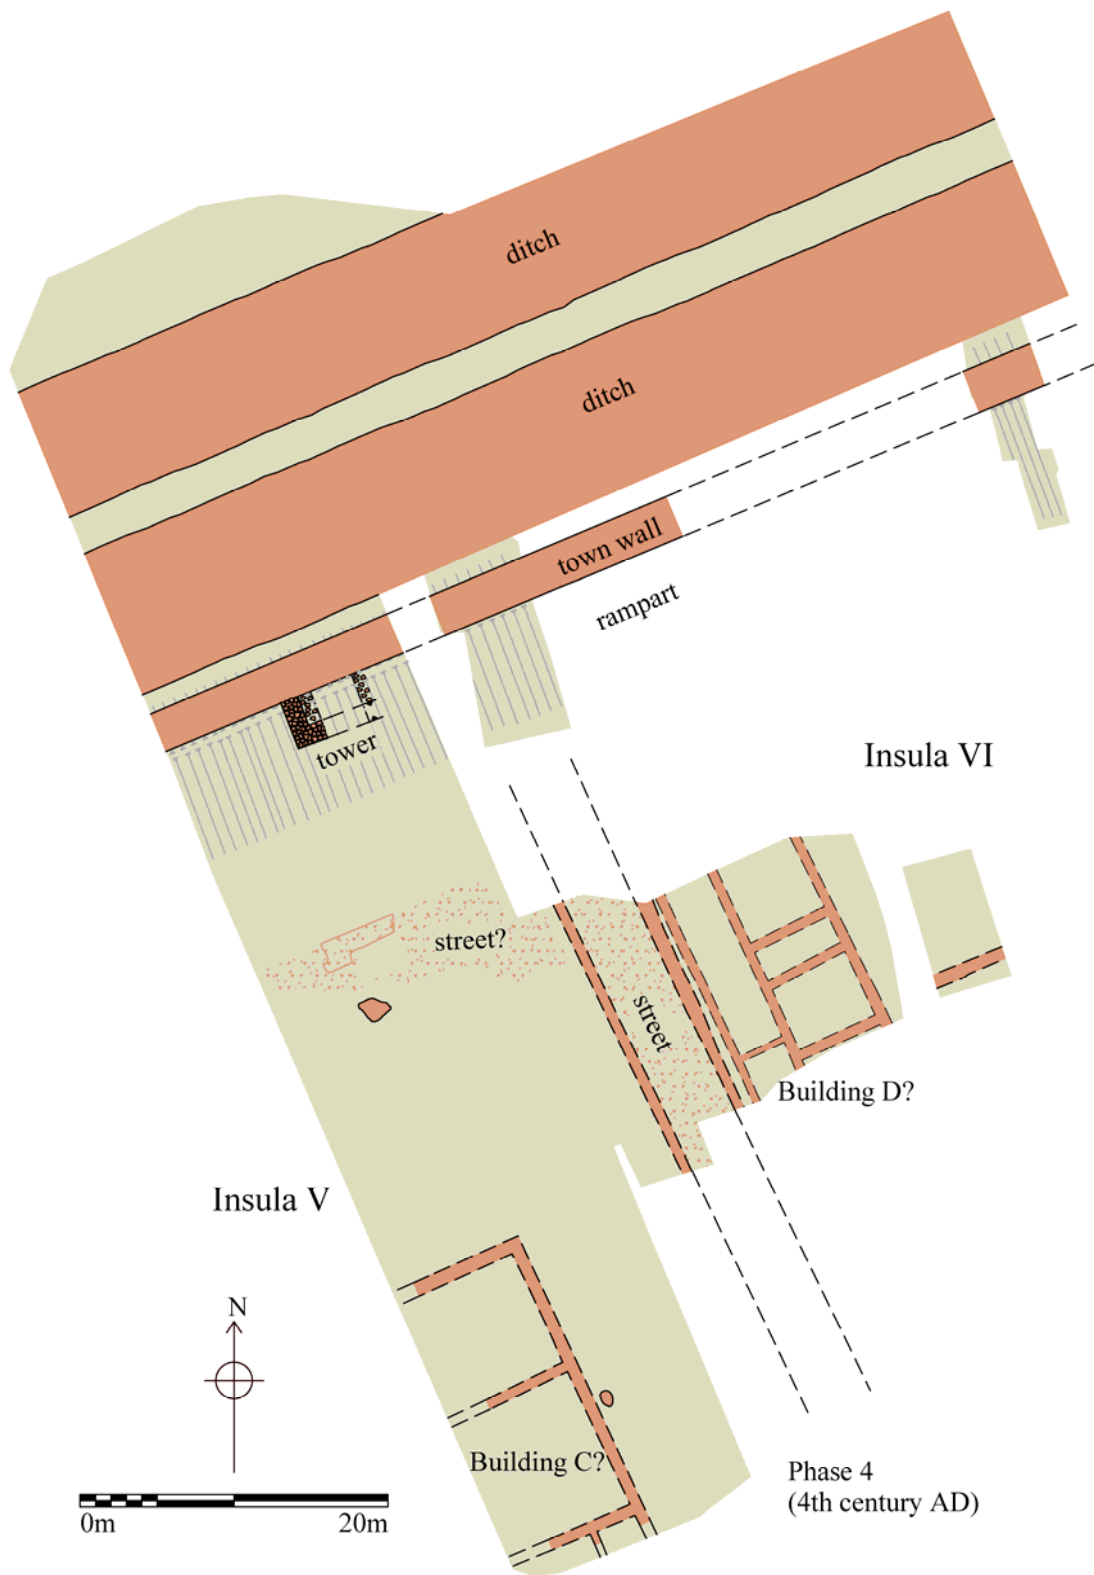 ditch
ditch
town wall
rampart
tower
Insula VI
street?
street
Building D?
Insula V
N
Building C?
Phase 4
(4th century AD)
0m 20m